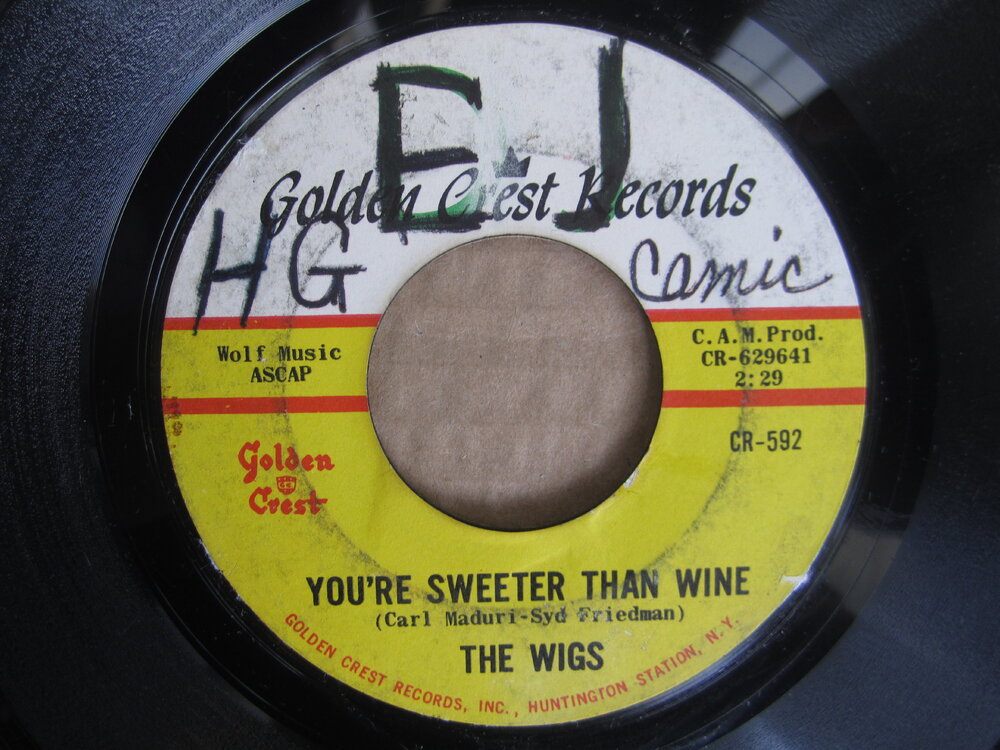 EJ
Golden Crest Records
HG
Camic
Wolf Music
ASCAP
C.A.M.Prod.
CR-629641
2:29
CR-592
Golden
Crest
YOU'RE SWEETER THAN WINE
(Carl Maduri-Syd Friedman)
THE WIGS
GOLDEN CREST RECORDS, INC., HUNTINGTON STATION, N.Y.